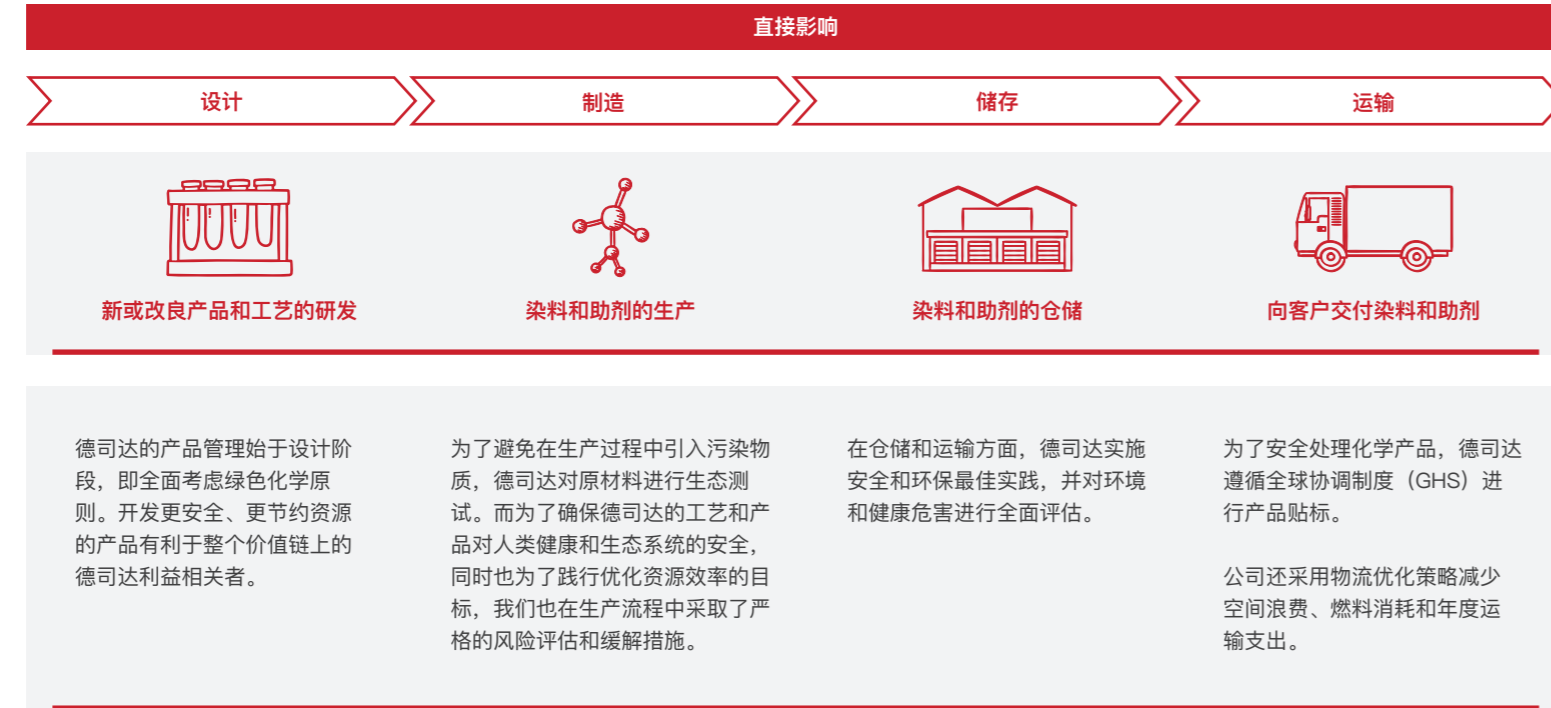 直接影响
设计
制造
储存
运输
新或改良产品和工艺的研发
染料和助剂的生产
染料和助剂的仓储
向客户交付染料和助剂
德司达的产品管理始于设计阶
段，即全面考虑绿色化学原
则。开发更安全、更节约资源
的产品有利于整个价值链上的
德司达利益相关者。
为了避免在生产过程中引入污染物
质，德司达对原材料进行生态测
试。而为了确保德司达的工艺和产
品对人类健康和生态系统的安全，
同时也为了践行优化资源效率的目
标，我们也在生产流程中采取了严
格的风险评估和缓解措施。
在仓储和运输方面，德司达实施
安全和环保最佳实践，并对环境
和健康危害进行全面评估。
为了安全处理化学产品，德司达
遵循全球协调制度（GHS）进
行产品贴标。
公司还采用物流优化策略减少
空间浪费、燃料消耗和年度运
输支出。